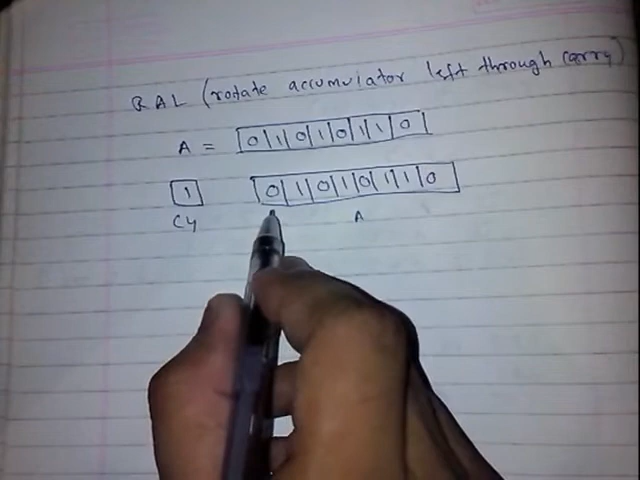 RAL (rotate accumulator left through carry)
A = 0 1 0 1 0 1 1 0
1 0 1 0 1 0 1 1 0
CY A